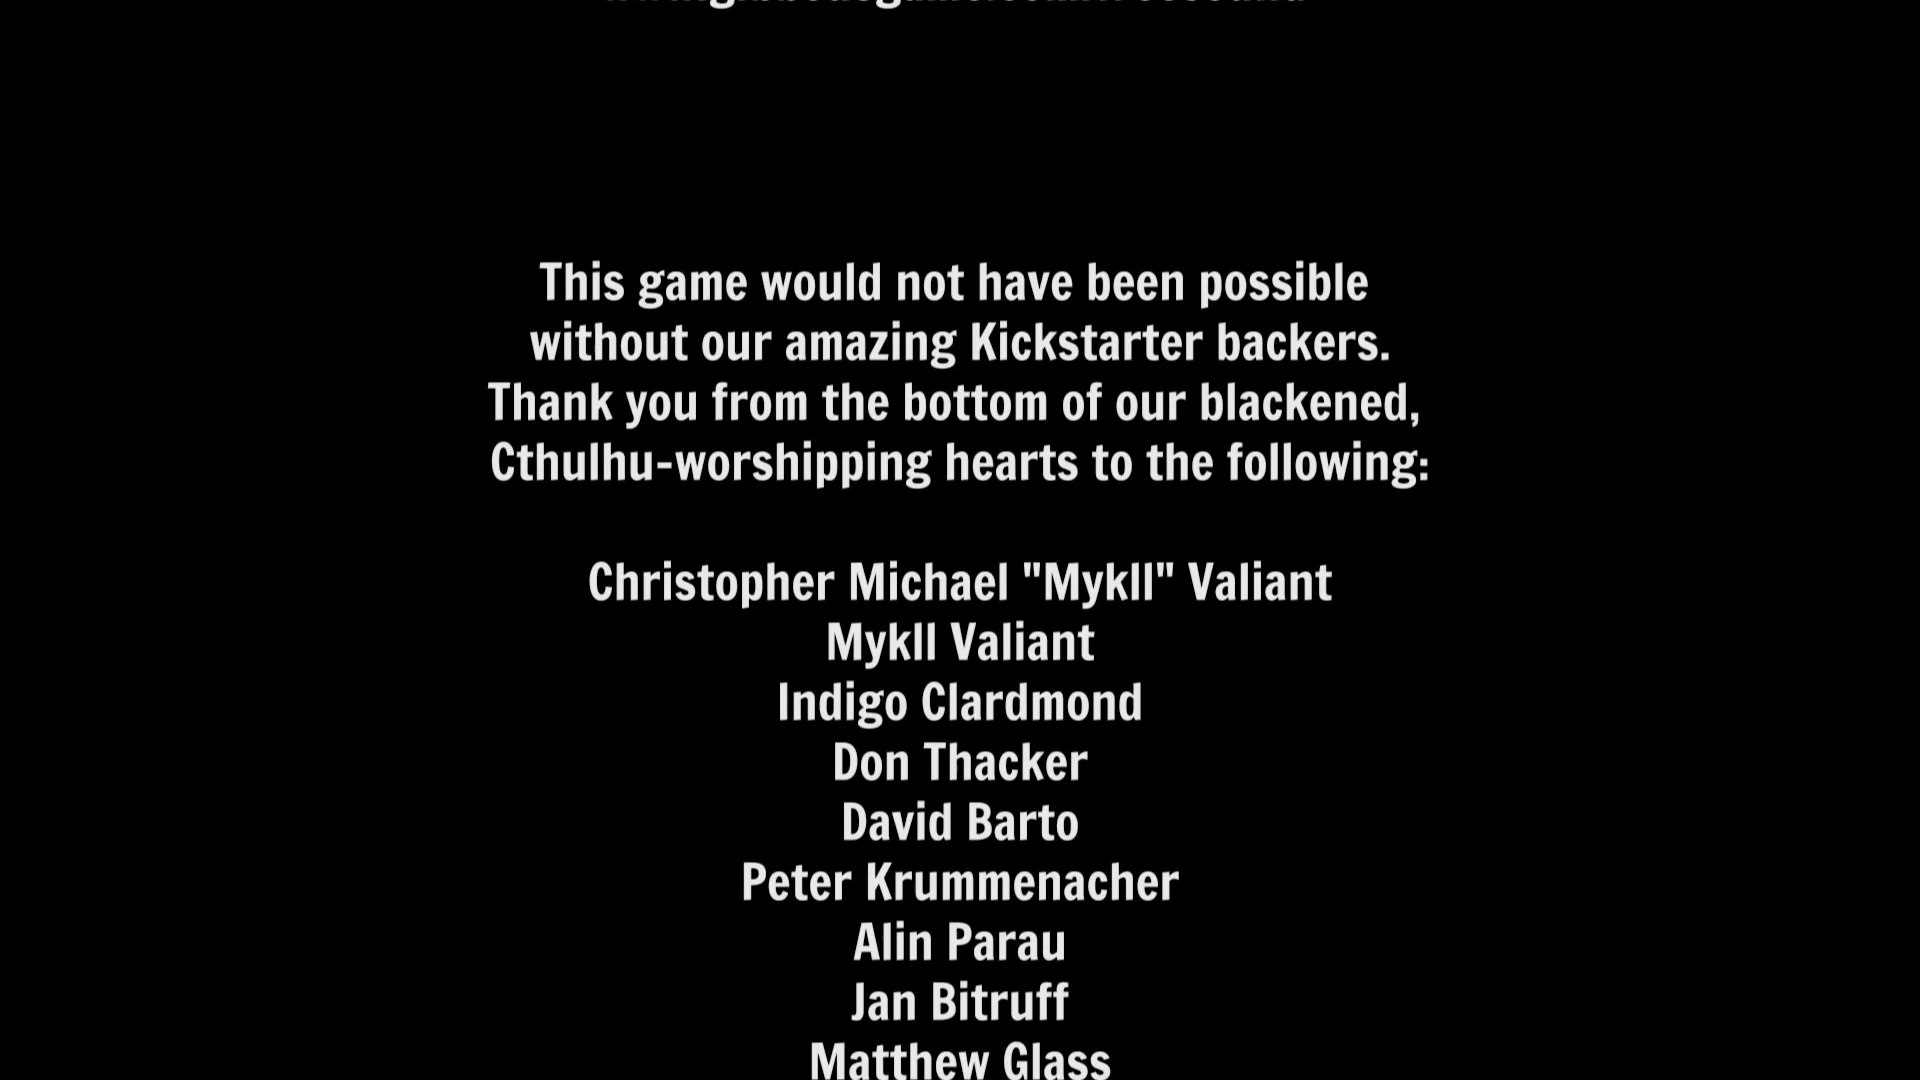 This game would not have been possible
without our amazing Kickstarter backers.
Thank you from the bottom of our blackened,
Cthulhu-worshipping hearts to the following:
Christopher Michael "Mykll" Valiant
Mykll Valiant
Indigo Clardmond
Don Thacker
David Barto
Peter Krummenacher
Alin Parau
Jan Bitruff
Matthew Glass